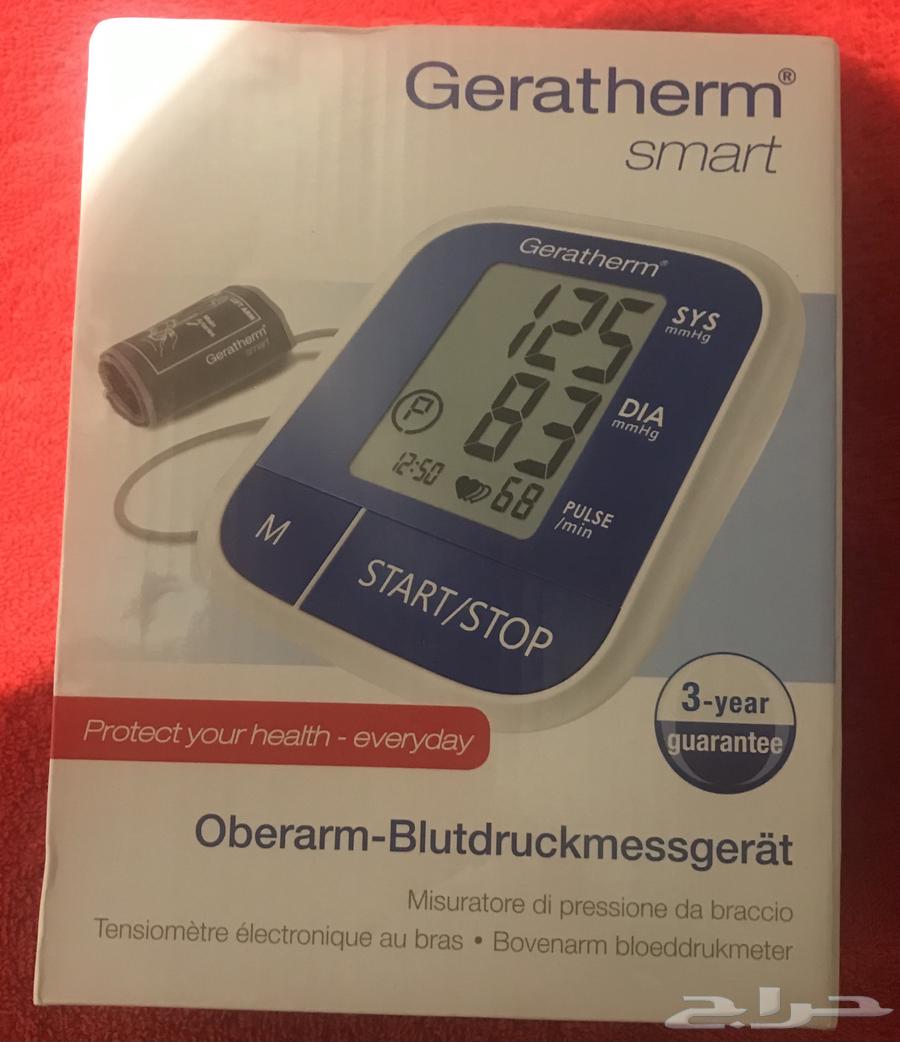 Geratherm®
smart
Geratherm®
125
SYS
mmHg
83
DIA
mmHg
P
12:50
68
PULSE
/min
LEFT ARM
Geratherm®
smart
M
START/STOP
3-year
guarantee
Protect your health - everyday
Oberarm-Blutdruckmessgerät
Misuratore di pressione da braccio
Tensiomètre électronique au bras • Bovenarm bloeddrukmeter
حراج